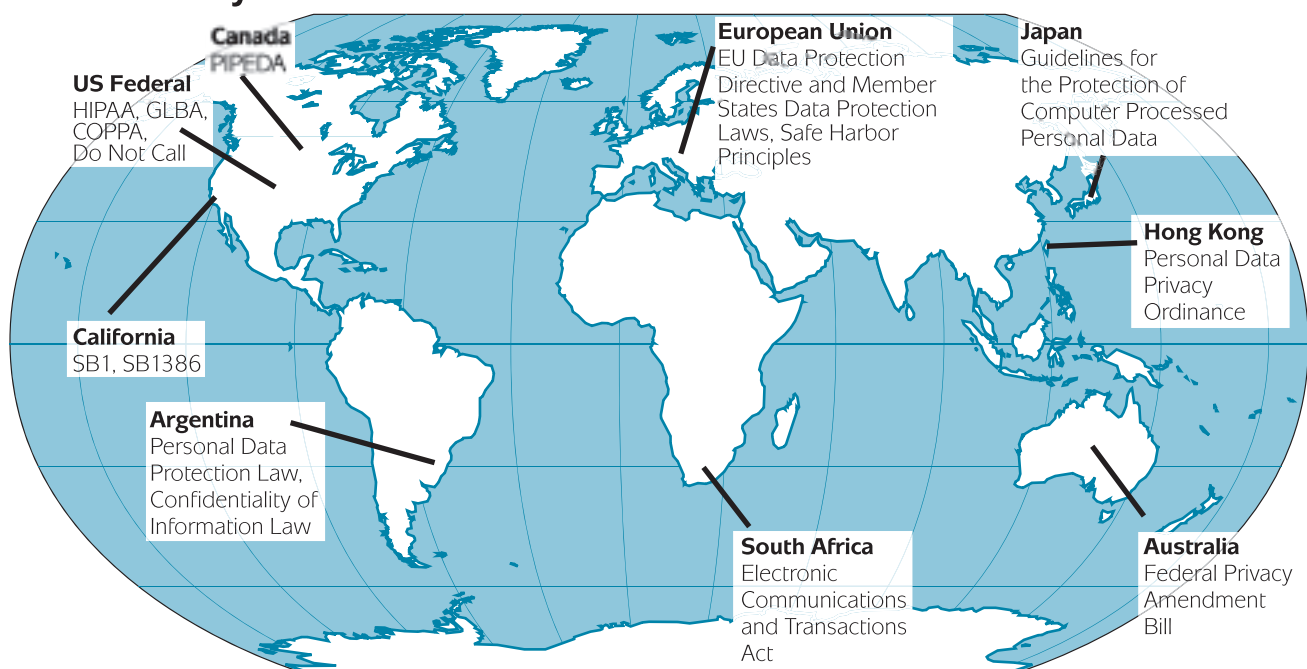 Canada
PIPEDA
US Federal
HIPAA, GLBA,
COPPA,
Do Not Call
European Union
EU Data Protection
Directive and Member
States Data Protection
Laws, Safe Harbor
Principles
Japan
Guidelines for
the Protection of
Computer Processed
Personal Data
Hong Kong
Personal Data
Privacy
Ordinance
California
SB1, SB1386
Argentina
Personal Data
Protection Law,
Confidentiality of
Information Law
South Africa
Electronic
Communications
and Transactions
Act
Australia
Federal Privacy
Amendment
Bill